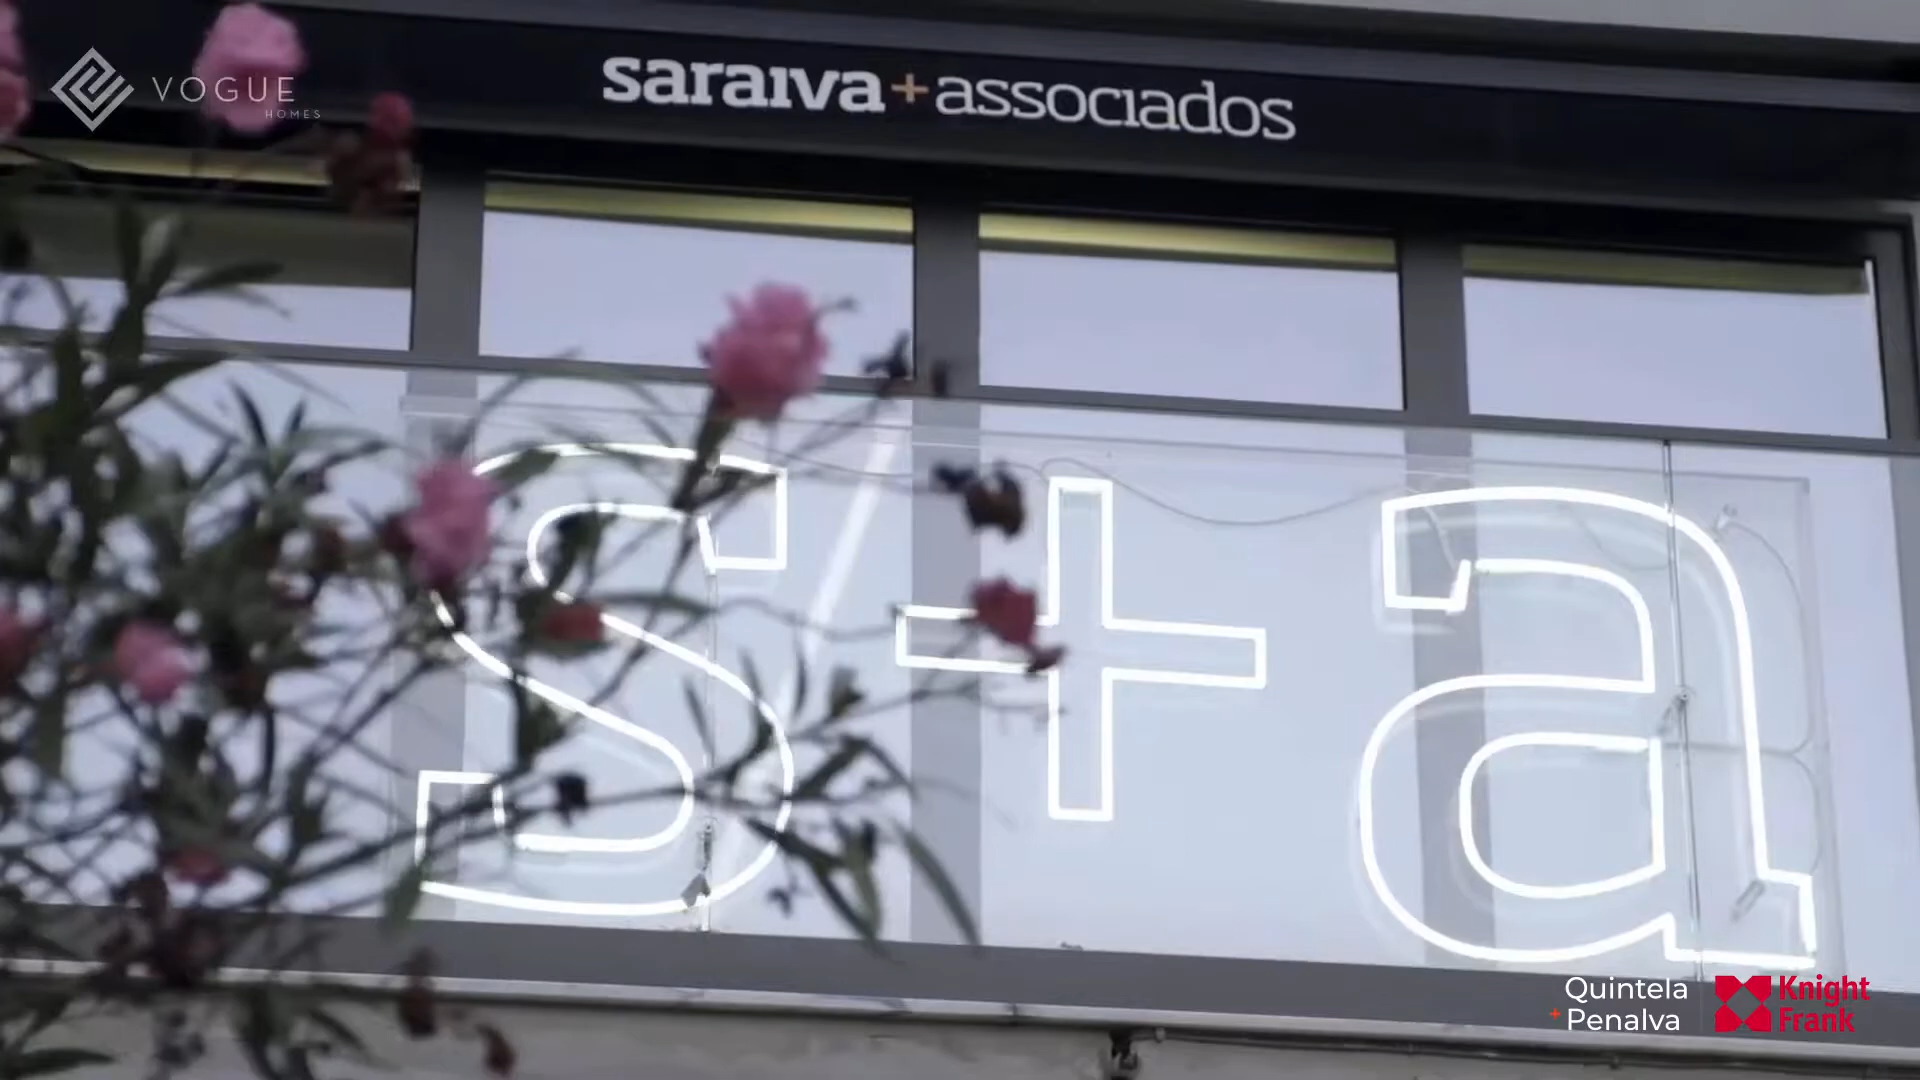 VOGUE
HOMES
saraiva+associados
s+a
Quintela
+Penalva
Knight
Frank